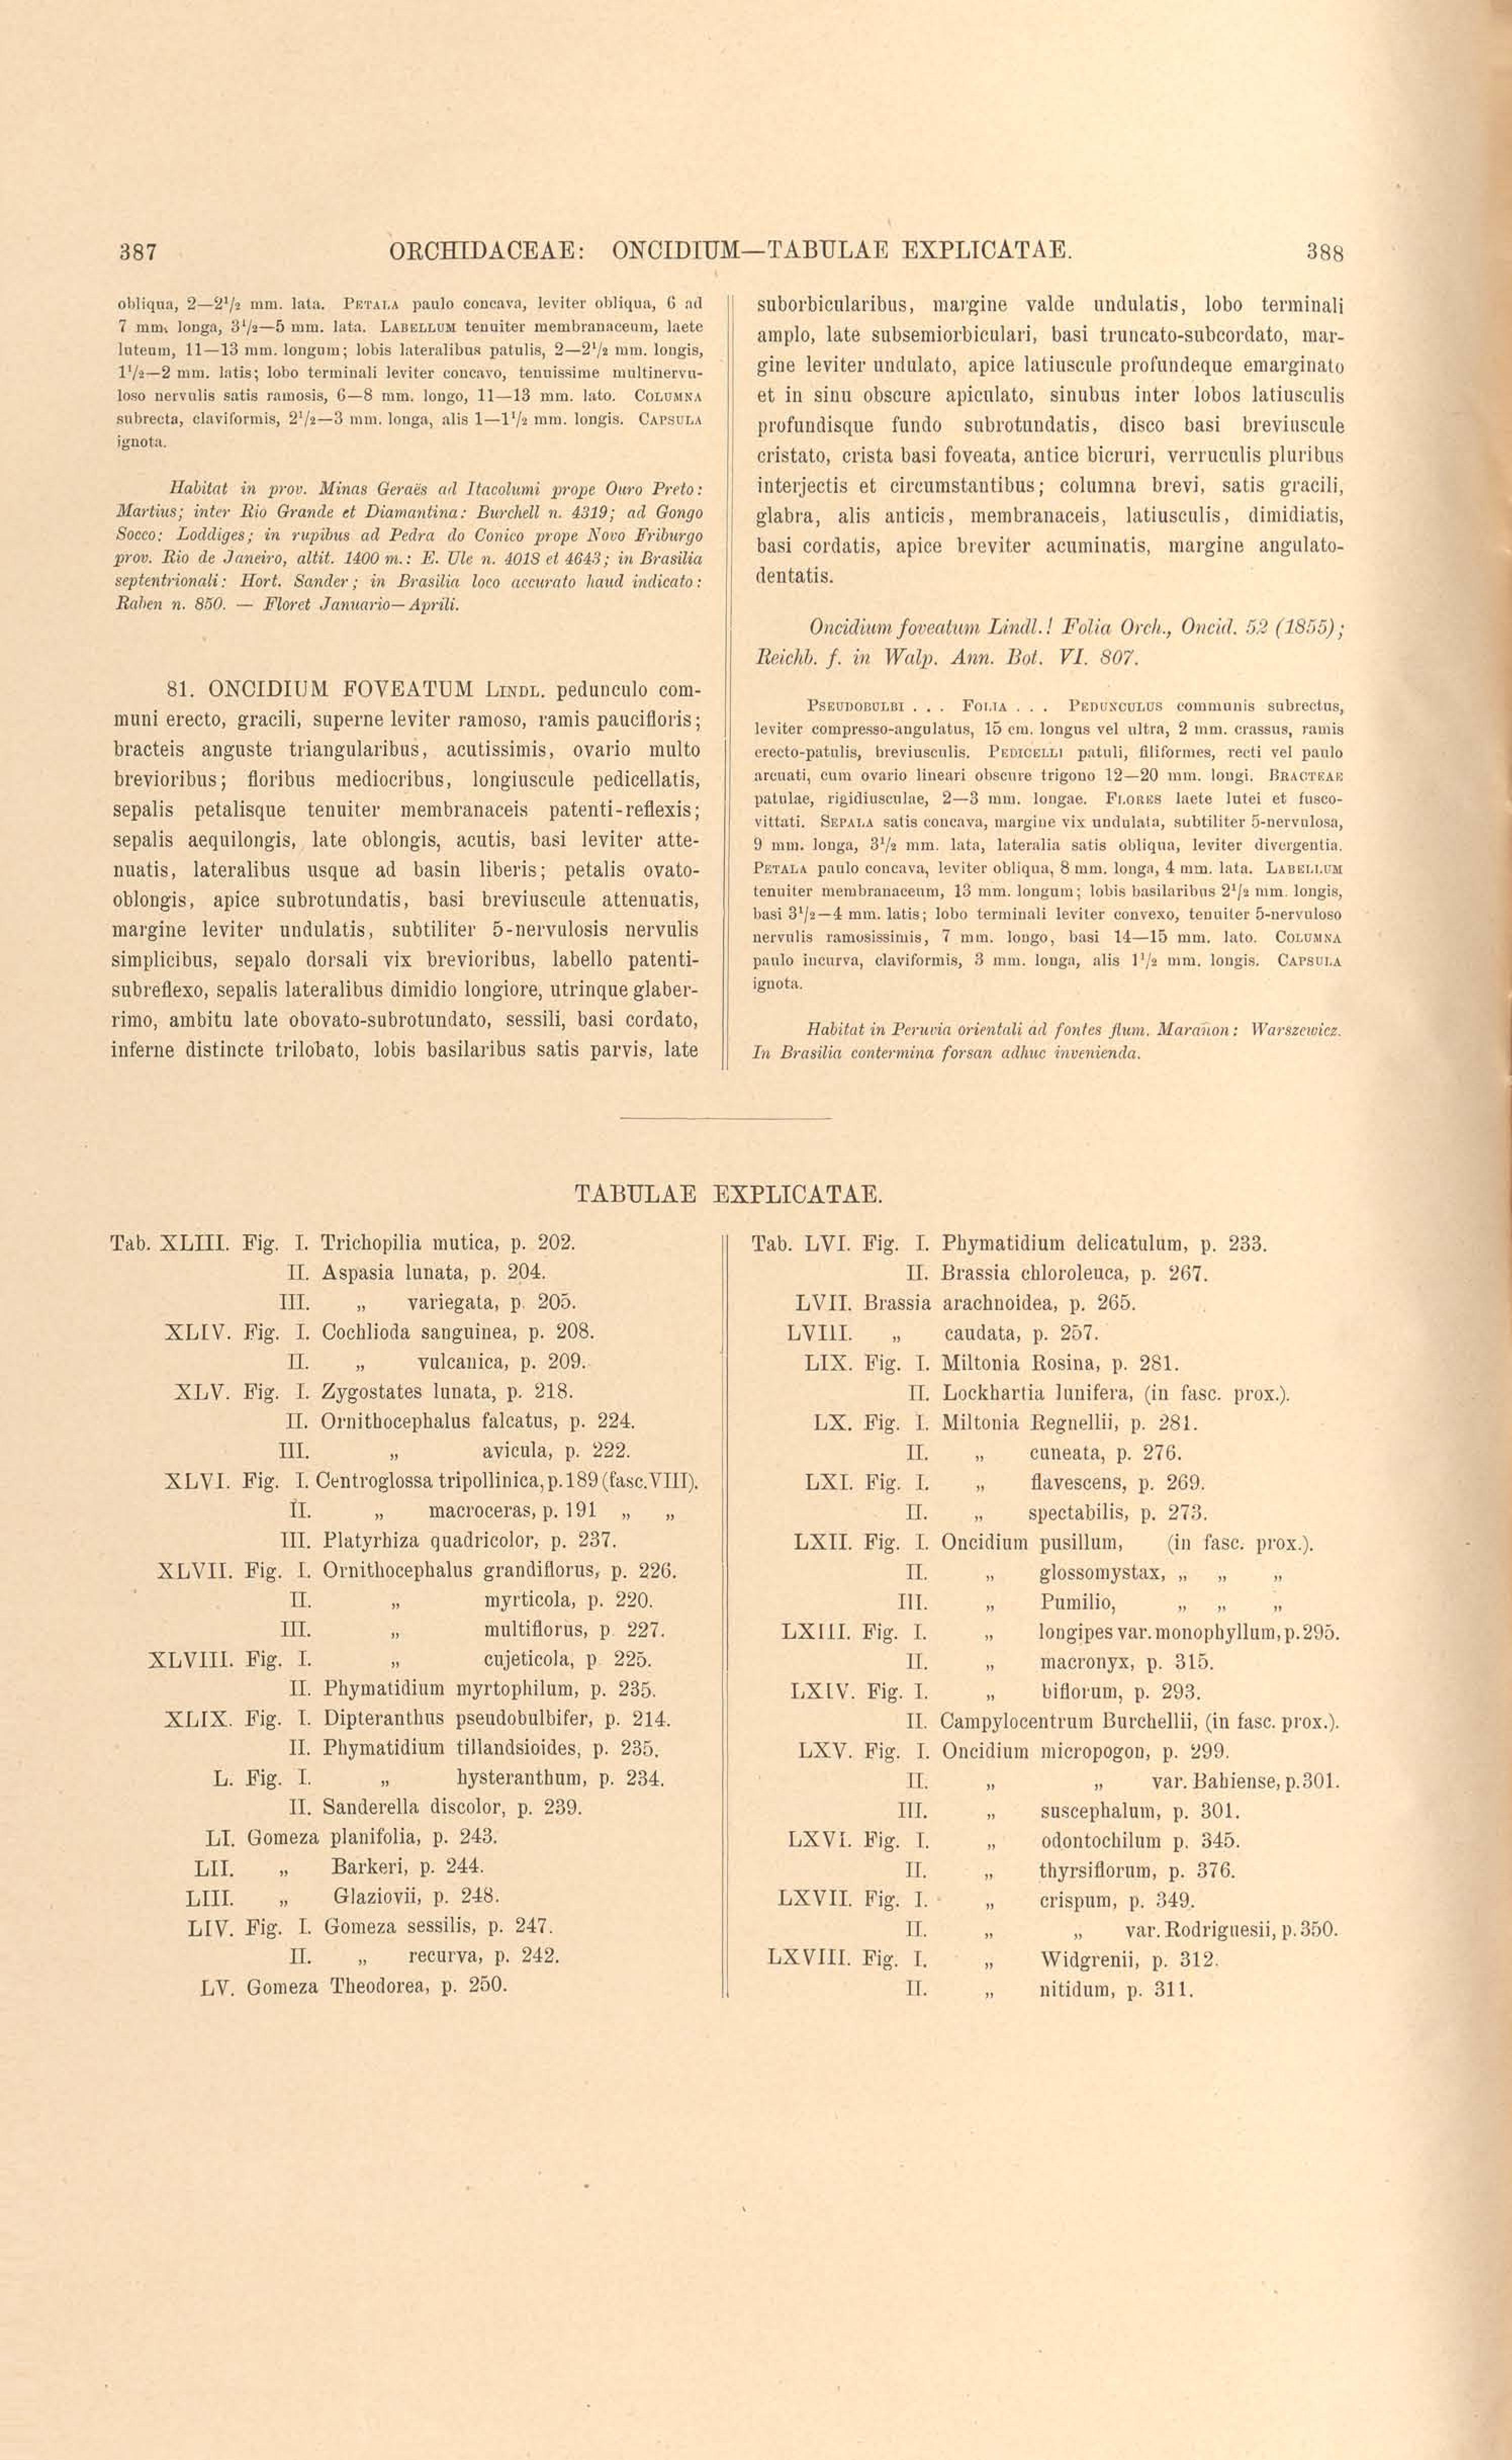 387
ORCHIDACEAE: ONCIDIUM—TABULAE EXPLICATAE.
388
obliqua, 2—2¹/₂ mm. lata. PETALA paulo concava, leviter obliqua, 6 ad
7 mm. longa, 3¹/₂—5 mm. lata. LABELLUM tenuiter membranaceum, laete
luteum, 11—13 mm. longum; lobis lateralibus patulis, 2—2¹/₂ mm. longis,
1¹/₂—2 mm. latis; lobo terminali leviter concavo, tenuissime multinervu-
loso nervulis satis ramosis, 6—8 mm. longo, 11—13 mm. lato. COLUMNA
subrecta, claviformis, 2¹/₂—3 mm. longa, alis 1—1¹/₂ mm. longis. CAPSULA
ignota.
Habitat in prov. Minas Geraës ad Itacolumi prope Ouro Preto:
Martius; inter Rio Grande et Diamantina: Burchell n. 4319; ad Gongo
Socco: Loddiges; in rupibus ad Pedra do Conico prope Novo Friburgo
prov. Rio de Janeiro, altit. 1400 m.: E. Ule n. 4018 et 4643; in Brasilia
septentrionali: Hort. Sander; in Brasilia loco accurato haud indicato:
Raben n. 850. — Floret Januario—Aprili.
81. ONCIDIUM FOVEATUM LINDL. pedunculo com-
muni erecto, gracili, superne leviter ramoso, ramis paucifloris;
bracteis anguste triangularibus, acutissimis, ovario multo
brevioribus; floribus mediocribus, longiuscule pedicellatis,
sepalis petalisque tenuiter membranaceis patenti-reflexis;
sepalis aequilongis, late oblongis, acutis, basi leviter atte-
nuatis, lateralibus usque ad basin liberis; petalis ovato-
oblongis, apice subrotundatis, basi breviuscule attenuatis,
margine leviter undulatis, subtiliter 5-nervulosis nervulis
simplicibus, sepalo dorsali vix brevioribus, labello patenti-
subreflexo, sepalis lateralibus dimidio longiore, utrinque glaber-
rimo, ambitu late obovato-subrotundato, sessili, basi cordato,
inferne distincte trilobato, lobis basilaribus satis parvis, late
suborbicularibus, margine valde undulatis, lobo terminali
amplo, late subsemiorbiculari, basi truncato-subcordato, mar-
gine leviter undulato, apice latiuscule profundeque emarginato
et in sinu obscure apiculato, sinubus inter lobos latiusculis
profundisque fundo subrotundatis, disco basi breviuscule
cristato, crista basi foveata, antice bicruri, verruculis pluribus
interjectis et circumstantibus; columna brevi, satis gracili,
glabra, alis anticis, membranaceis, latiusculis, dimidiatis,
basi cordatis, apice breviter acuminatis, margine angulato-
dentatis.
Oncidium foveatum Lindl.! Folia Orch., Oncid. 52 (1855);
Reichb. f. in Walp. Ann. Bot. VI. 807.
PSEUDOBULBI . . . FOLIA . . . PEDUNCULUS communis subrectus,
leviter compresso-angulatus, 15 cm. longus vel ultra, 2 mm. crassus, ramis
erecto-patulis, breviusculis. PEDICELLI patuli, filiformes, recti vel paulo
arcuati, cum ovario lineari obscure trigono 12—20 mm. longi. BRACTEAE
patulae, rigidiusculae, 2—3 mm. longae. FLORES laete lutei et fusco-
vittati. SEPALA satis concava, margine vix undulata, subtiliter 5-nervulosa,
9 mm. longa, 3¹/₂ mm. lata, lateralia satis obliqua, leviter divergentia.
PETALA paulo concava, leviter obliqua, 8 mm. longa, 4 mm. lata. LABELLUM
tenuiter membranaceum, 13 mm. longum; lobis basilaribus 2¹/₂ mm. longis,
basi 3¹/₂—4 mm. latis; lobo terminali leviter convexo, tenuiter 5-nervuloso
nervulis ramosissimis, 7 mm. longo, basi 14—15 mm. lato. COLUMNA
paulo incurva, claviformis, 3 mm. longa, alis 1¹/₂ mm. longis. CAPSULA
ignota.
Habitat in Peruvia orientali ad fontes flum. Marañon: Warszewicz.
In Brasilia contermina forsan adhuc invenienda.
TABULAE EXPLICATAE.
Tab. XLIII. Fig. I. Trichopilia mutica, p. 202.
II. Aspasia lunata, p. 204.
III. „ variegata, p. 205.
XLIV. Fig. I. Cochlioda sanguinea, p. 208.
II. „ vulcanica, p. 209.
XLV. Fig. I. Zygostates lunata, p. 218.
II. Ornithocephalus falcatus, p. 224.
III. „ avicula, p. 222.
XLVI. Fig. I. Centroglossa tripollinica, p. 189 (fasc. VIII).
II. „ macroceras, p. 191 „ „
III. Platyrhiza quadricolor, p. 237.
XLVII. Fig. I. Ornithocephalus grandiflorus, p. 226.
II. „ myrticola, p. 220.
III. „ multiflorus, p. 227.
XLVIII. Fig. I. „ cujeticola, p. 225.
II. Phymatidium myrtophilum, p. 235.
XLIX. Fig. I. Dipteranthus pseudobulbifer, p. 214.
II. Phymatidium tillandsioides, p. 235.
L. Fig. I. „ hysteranthum, p. 234.
II. Sanderella discolor, p. 239.
LI. Gomeza planifolia, p. 243.
LII. „ Barkeri, p. 244.
LIII. „ Glaziovii, p. 248.
LIV. Fig. I. Gomeza sessilis, p. 247.
II. „ recurva, p. 242.
LV. Gomeza Theodorea, p. 250.
Tab. LVI. Fig. I. Phymatidium delicatulum, p. 233.
II. Brassia chloroleuca, p. 267.
LVII. Brassia arachnoidea, p. 265.
LVIII. „ caudata, p. 257.
LIX. Fig. I. Miltonia Rosina, p. 281.
II. Lockhartia lunifera, (in fasc. prox.).
LX. Fig. I. Miltonia Regnellii, p. 281.
II. „ cuneata, p. 276.
LXI. Fig. I. „ flavescens, p. 269.
II. „ spectabilis, p. 273.
LXII. Fig. I. Oncidium pusillum, (in fasc. prox.).
II. „ glossomystax, „ „ „
III. „ Pumilio, „ „ „
LXIII. Fig. I. „ longipes var. monophyllum, p. 295.
II. „ macronyx, p. 315.
LXIV. Fig. I. „ biflorum, p. 293.
II. Campylocentrum Burchellii, (in fasc. prox.).
LXV. Fig. I. Oncidium micropogon, p. 299.
II. „ „ var. Bahiense, p. 301.
III. „ suscephalum, p. 301.
LXVI. Fig. I. „ odontochilum p. 345.
II. „ thyrsiflorum, p. 376.
LXVII. Fig. I. „ crispum, p. 349.
II. „ „ var. Rodriguesii, p. 350.
LXVIII. Fig. I. „ Widgrenii, p. 312.
II. „ nitidum, p. 311.